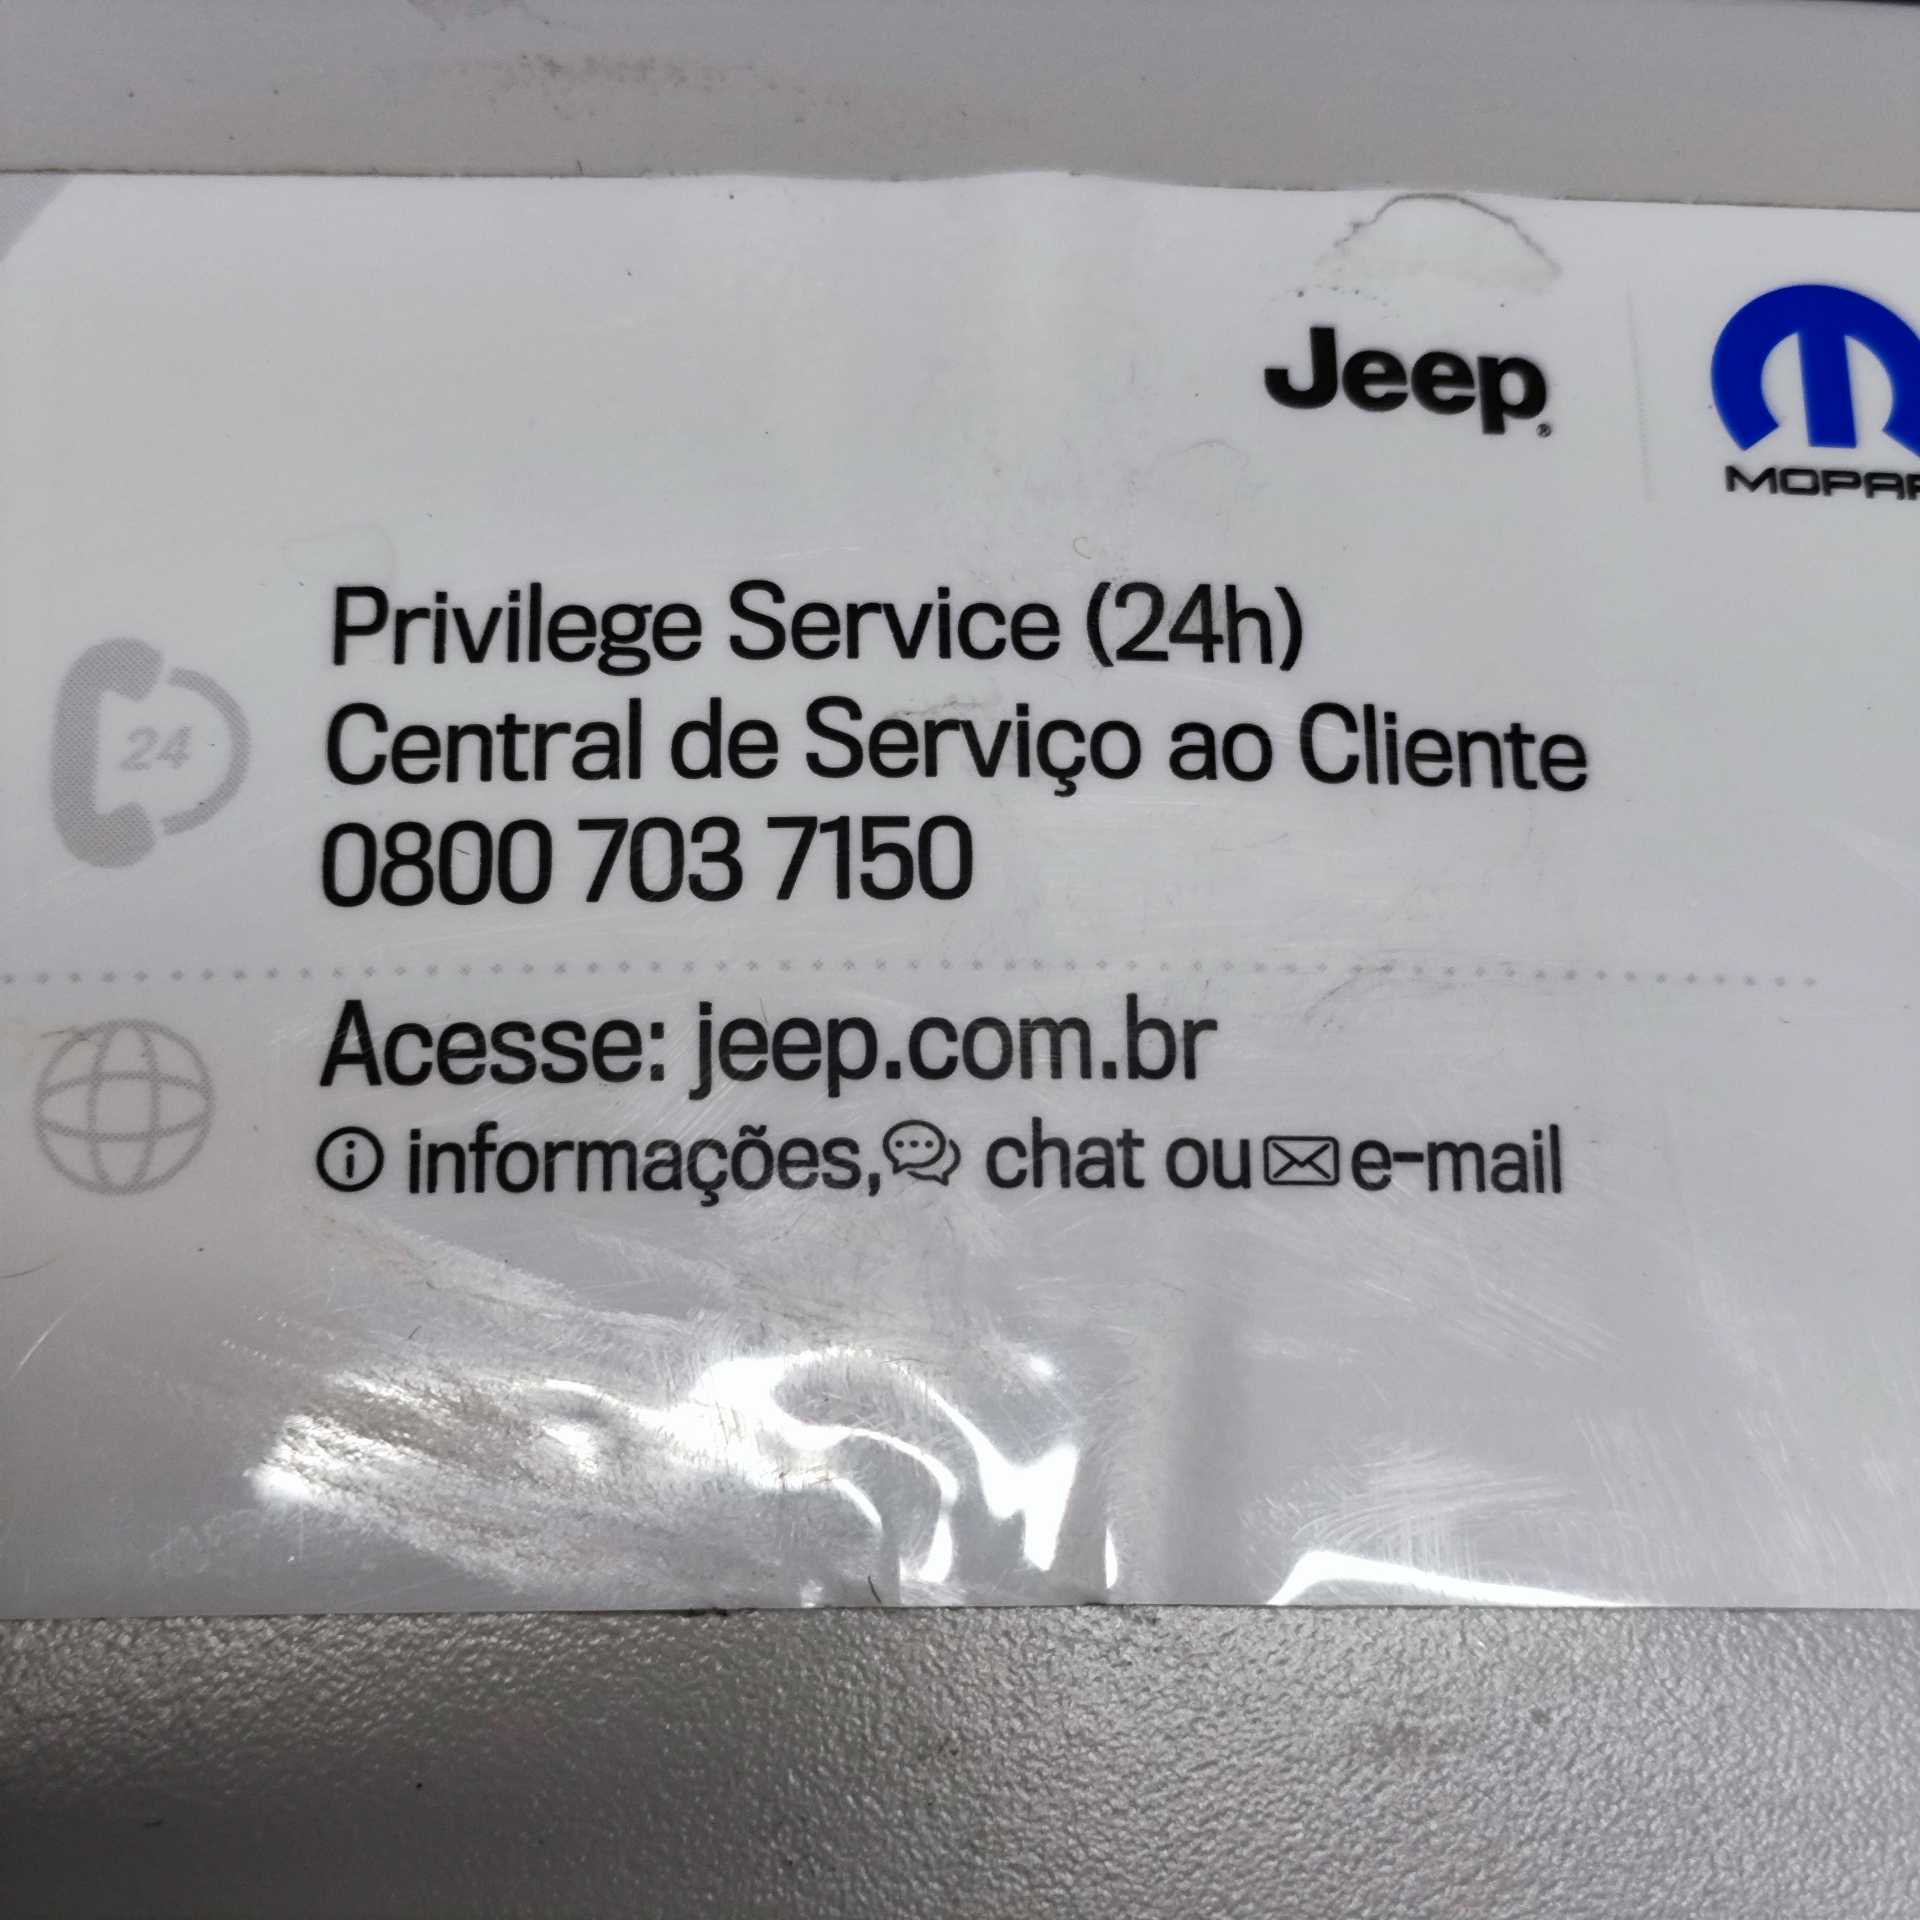 Jeep®
MOPAR
Privilege Service (24h)
24
Central de Serviço ao Cliente
0800 703 7150
Acesse: jeep.com.br
i informações, chat ou e-mail